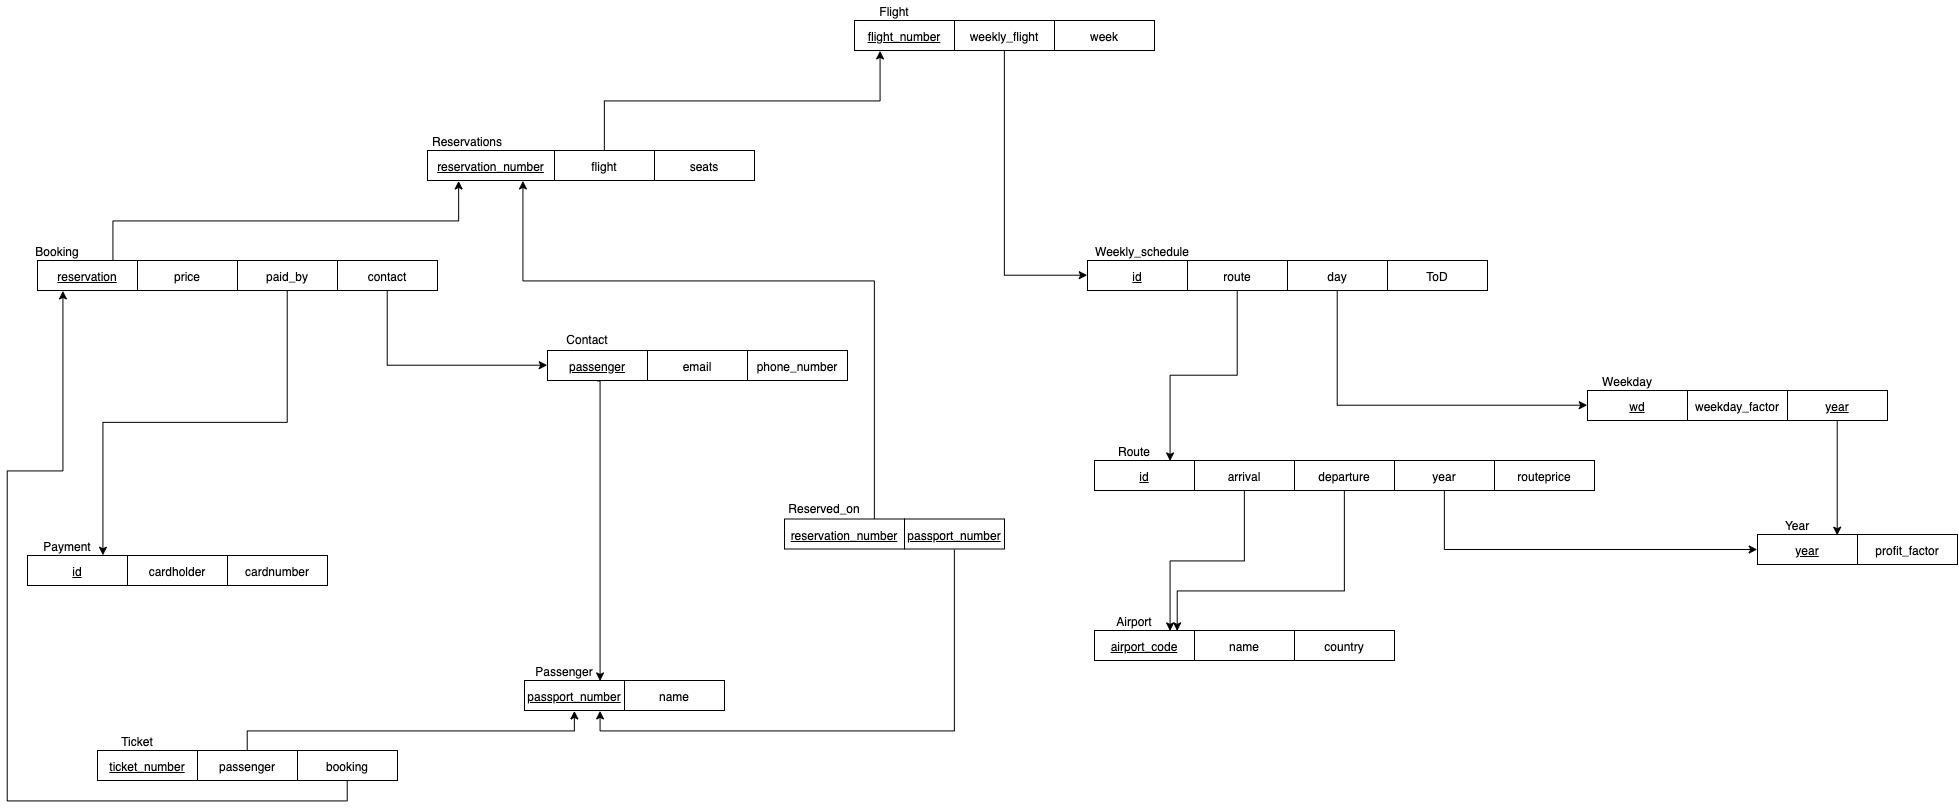 Flight
flight_number weekly_flight week
Reservations
reservation_number flight seats
Booking
reservation price paid_by contact
Weekly_schedule
id route day ToD
Contact
passenger email phone_number
Weekday
wd weekday_factor year
Route
id arrival departure year routeprice
Reserved_on
reservation_number passport_number
Year
year profit_factor
Payment
id cardholder cardnumber
Airport
airport_code name country
Passenger
passport_number name
Ticket
ticket_number passenger booking